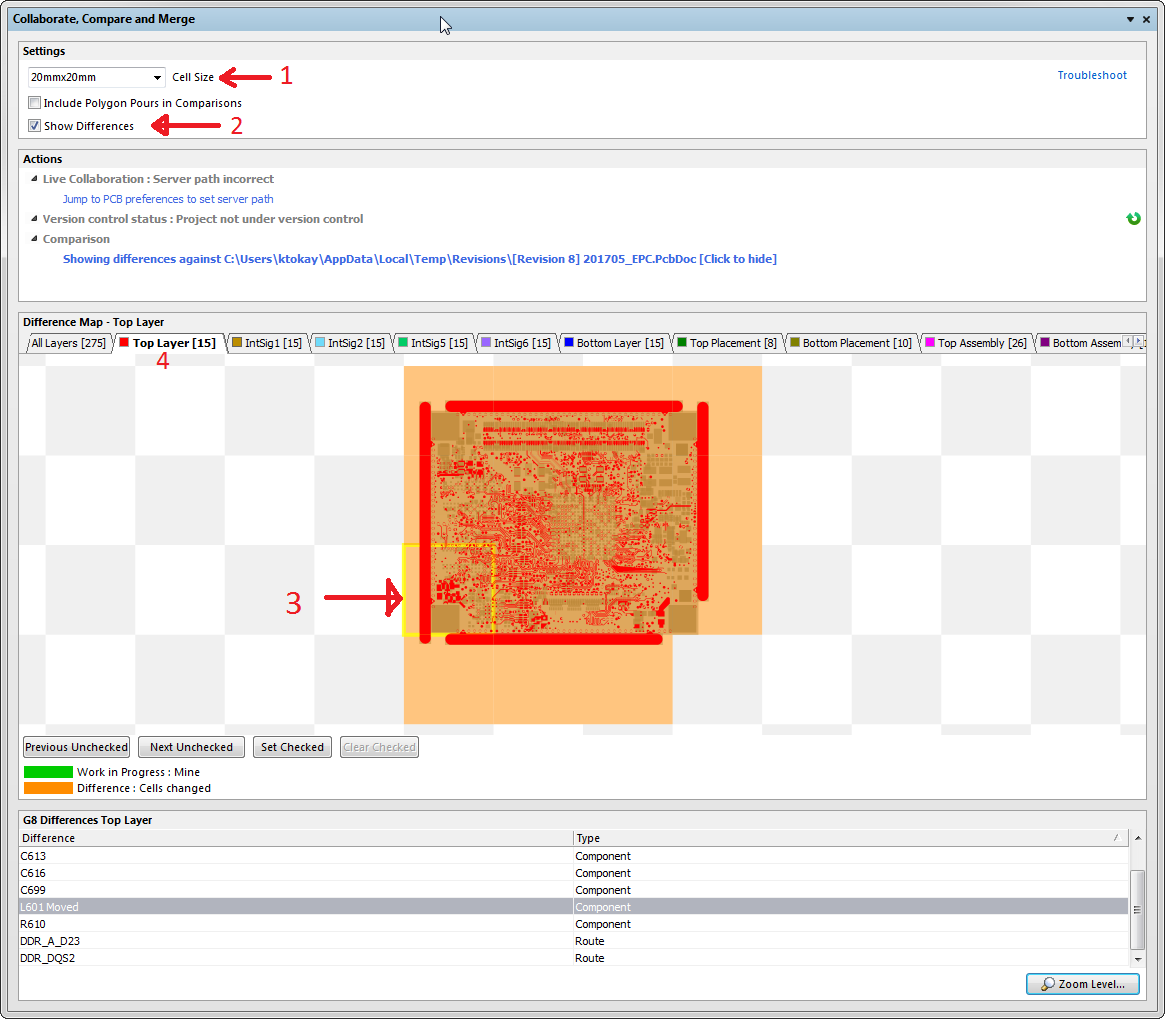 Collaborate, Compare and Merge
Settings
20mmx20mm Cell Size 1
Troubleshoot
Include Polygon Pours in Comparisons
Show Differences 2
Actions
Live Collaboration : Server path incorrect
Jump to PCB preferences to set server path
Version control status : Project not under version control
Comparison
Showing differences against C:\Users\ktokay\AppData\Local\Temp\Revisions\[Revision 8] 201705_EPC.PcbDoc [Click to hide]
Difference Map - Top Layer
All Layers [275] Top Layer [15] IntSig1 [15] IntSig2 [15] IntSig5 [15] IntSig6 [15] Bottom Layer [15] Top Placement [8] Bottom Placement [10] Top Assembly [26] Bottom Assem
4
3
Previous Unchecked Next Unchecked Set Checked Clear Checked
Work in Progress : Mine
Difference : Cells changed
G8 Differences Top Layer
Difference Type
C613 Component
C616 Component
C699 Component
L601 Moved Component
R610 Component
DDR_A_D23 Route
DDR_DQS2 Route
Zoom Level...